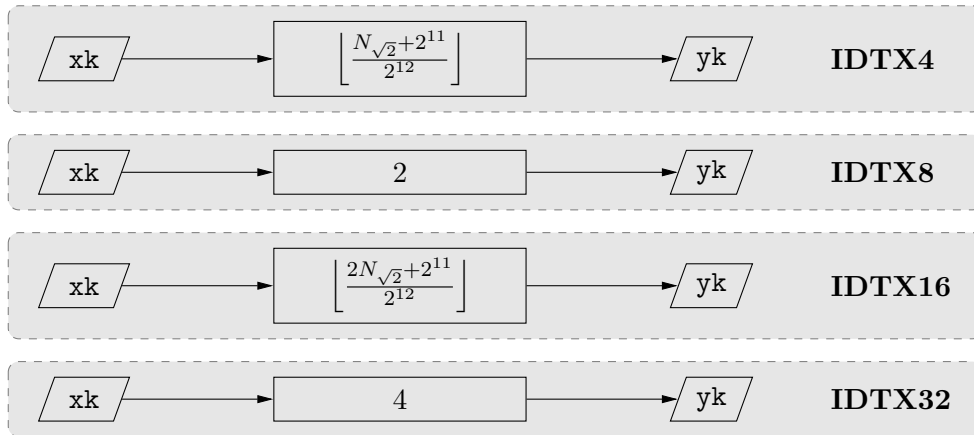 xk ⌊(N_√2+2^11)/2^12⌋ yk IDTX4
xk 2 yk IDTX8
xk ⌊(2N_√2+2^11)/2^12⌋ yk IDTX16
xk 4 yk IDTX32